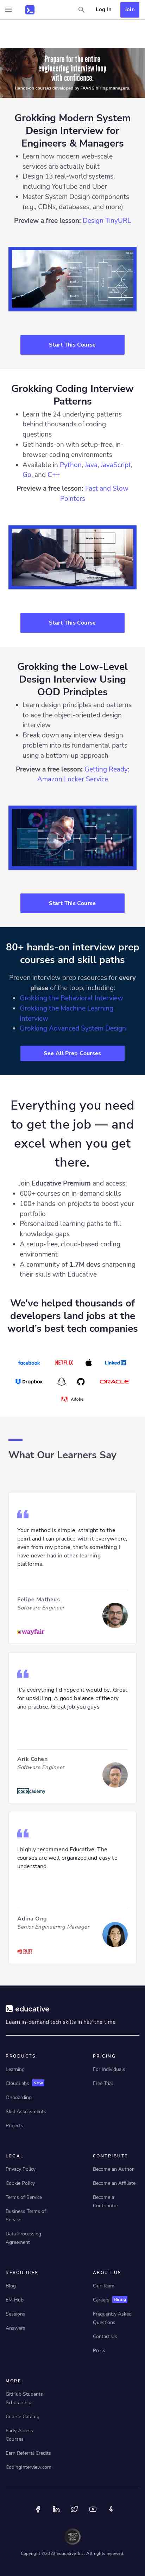 Log In
Join
Prepare for the entire
engineering interview loop
with confidence.
Hands-on courses developed by FAANG hiring managers.
Grokking Modern System
Design Interview for
Engineers & Managers
Learn how modern web-scale
services are actually built
Design 13 real-world systems,
including YouTube and Uber
Master System Design components
(e.g., CDNs, databases, and more)
Preview a free lesson: Design TinyURL
Start This Course
Grokking Coding Interview
Patterns
Learn the 24 underlying patterns
behind thousands of coding
questions
Get hands-on with setup-free, in-
browser coding environments
Available in Python, Java, JavaScript,
Go, and C++
Preview a free lesson: Fast and Slow
Pointers
Start This Course
Grokking the Low-Level
Design Interview Using
OOD Principles
Learn design principles and patterns
to ace the object-oriented design
interview
Break down any interview design
problem into its fundamental parts
using a bottom-up approach
Preview a free lesson: Getting Ready:
Amazon Locker Service
Start This Course
80+ hands-on interview prep
courses and skill paths
Proven interview prep resources for every
phase of the loop, including:
Grokking the Behavioral Interview
Grokking the Machine Learning
Interview
Grokking Advanced System Design
See All Prep Courses
Everything you need
to get the job — and
excel when you get
there.
Join Educative Premium and access:
600+ courses on in-demand skills
100+ hands-on projects to boost your
portfolio
Personalized learning paths to fill
knowledge gaps
A setup-free, cloud-based coding
environment
A community of 1.7M devs sharpening
their skills with Educative
We've helped thousands of
developers land jobs at the
world's best tech companies
facebook
NETFLIX
LinkedIn
Dropbox
ORACLE
Adobe
What Our Learners Say
Your method is simple, straight to the
point and I can practice with it everywhere,
even from my phone, that's something I
have never had in other learning
platforms.
Felipe Matheus
Software Engineer
wayfair
It's everything I'd hoped it would be. Great
for upskilling. A good balance of theory
and practice. Great job you guys
Arik Cohen
Software Engineer
codecademy
I highly recommend Educative. The
courses are well organized and easy to
understand.
Adina Ong
Senior Engineering Manager
RIOT
educative
Learn in-demand tech skills in half the time
PRODUCTS
Learning
CloudLabs New
Onboarding
Skill Assessments
Projects
PRICING
For Individuals
Free Trial
LEGAL
Privacy Policy
Cookie Policy
Terms of Service
Business Terms of
Service
Data Processing
Agreement
CONTRIBUTE
Become an Author
Become an Affiliate
Become a
Contributor
RESOURCES
Blog
EM Hub
Sessions
Answers
ABOUT US
Our Team
Careers Hiring
Frequently Asked
Questions
Contact Us
Press
MORE
GitHub Students
Scholarship
Course Catalog
Early Access
Courses
Earn Referral Credits
CodingInterview.com
Copyright ©2023 Educative, Inc. All rights reserved.